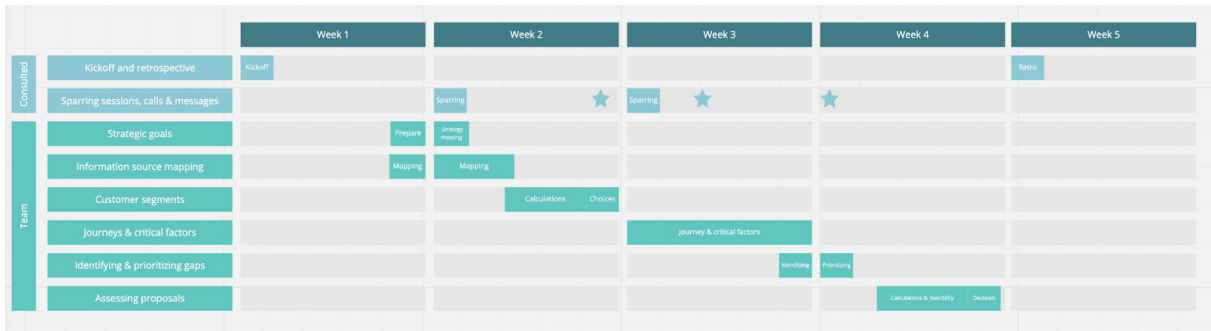 Week 1
Week 2
Week 3
Week 4
Week 5
Consulted
Kickoff and retrospective
Kickoff
Retro
Sparring sessions, calls & messages
Sparring
Sparring
Team
Strategic goals
Prepare
Strategy
meeting
Information source mapping
Mapping
Mapping
Customer segments
Calculations
Choices
Journeys & critical factors
Journey & critical factors
Identifying & prioritizing gaps
Identifying
Prioritizing
Assessing proposals
Calculations & feasibility
Decision